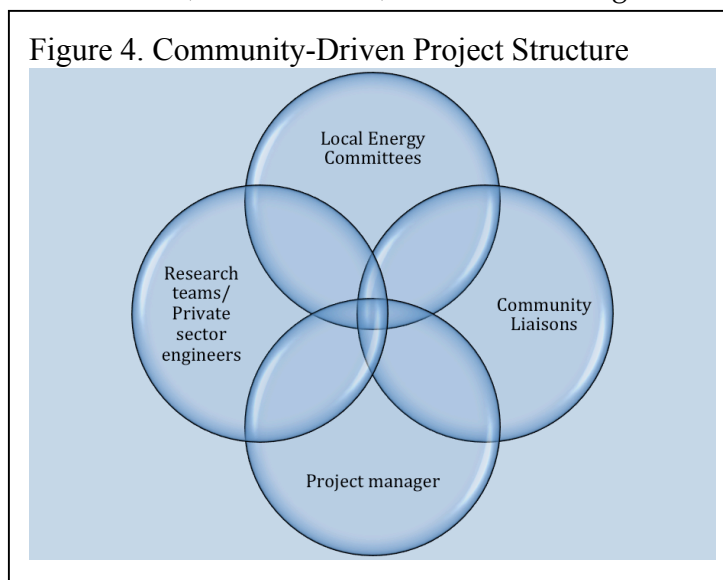 Figure 4. Community-Driven Project Structure
Local Energy
Committees
Research
teams/
Private
sector
engineers
Community
Liaisons
Project manager